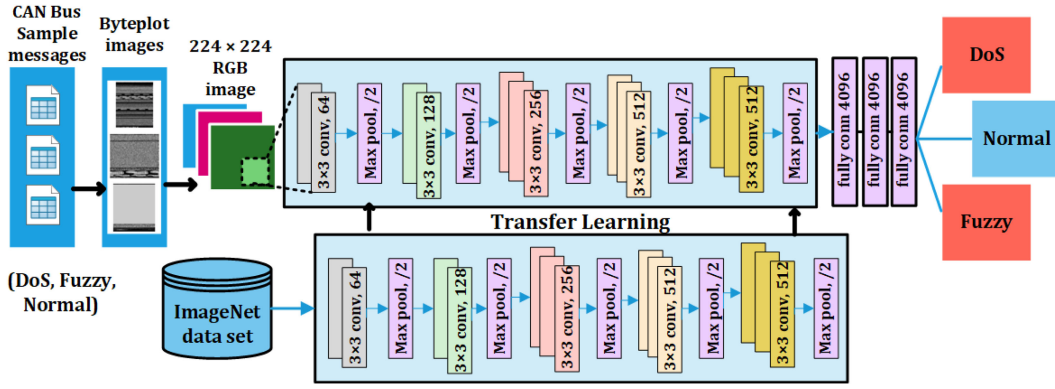 CAN Bus
Sample
messages
Byteplot
images
224 × 224
RGB
image
3×3 conv, 64
Max pool, /2
3×3 conv, 128
Max pool, /2
3×3 conv, 256
Max pool, /2
3×3 conv, 512
Max pool, /2
3×3 conv, 512
Max pool, /2
fully conn 4096
fully conn 4096
fully conn 4096
DoS
Normal
Fuzzy
Transfer Learning
(DoS, Fuzzy,
Normal)
ImageNet
data set
3×3 conv, 64
Max pool, /2
3×3 conv, 128
Max pool, /2
3×3 conv, 256
Max pool, /2
3×3 conv, 512
Max pool, /2
3×3 conv, 512
Max pool, /2